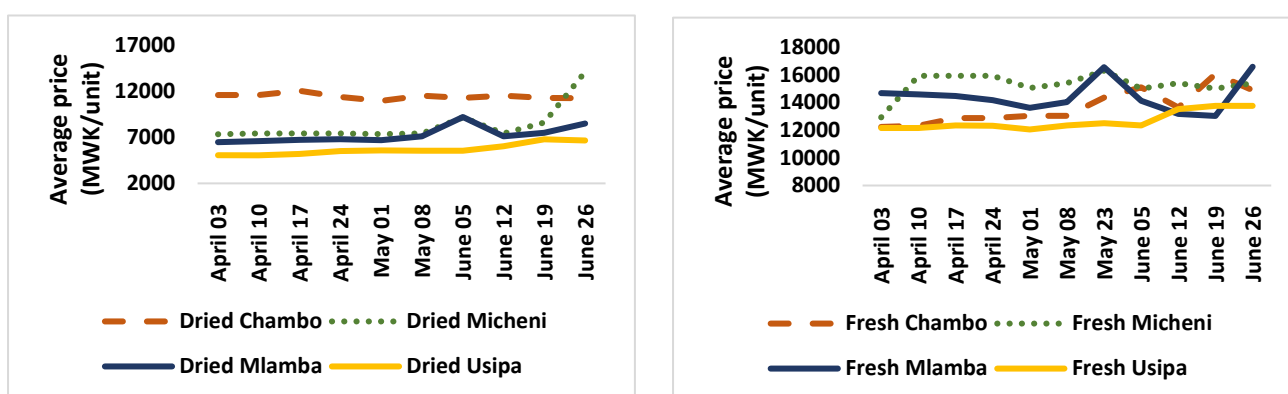 Average price
(MWK/unit)
17000
12000
7000
2000
April 03
April 10
April 17
April 24
May 01
May 08
June 05
June 12
June 19
June 26
Dried Chambo
Dried Micheni
Dried Mlamba
Dried Usipa
Average price
(MWK/unit)
18000
16000
14000
12000
10000
8000
April 03
April 10
April 17
April 24
May 01
May 08
May 23
June 05
June 12
June 19
June 26
Fresh Chambo
Fresh Micheni
Fresh Mlamba
Fresh Usipa